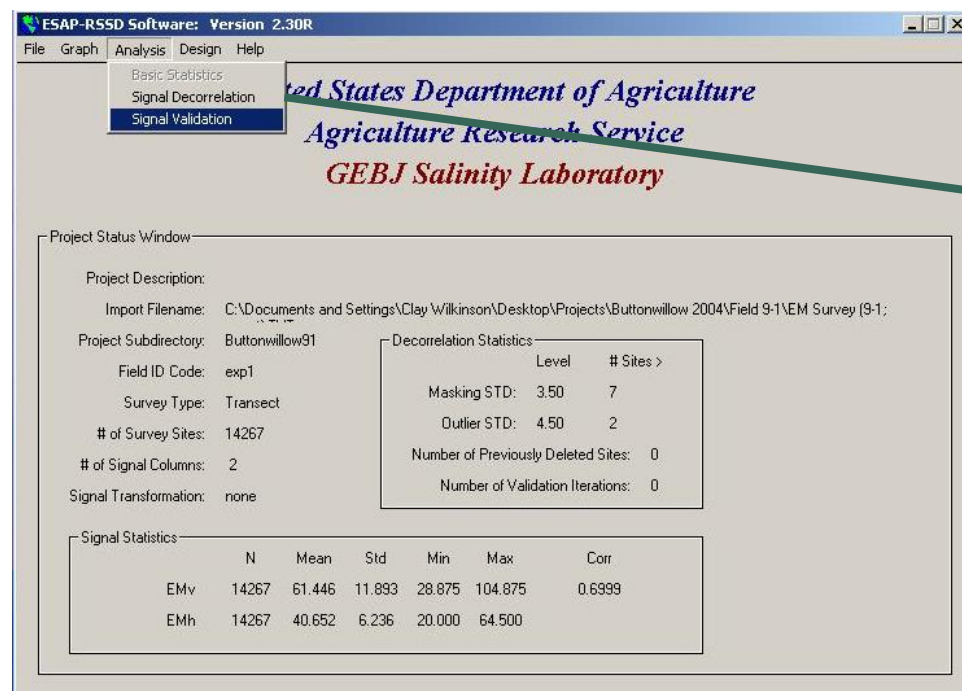 ESAP-RSSD Software: Version 2.30R
File Graph Analysis Design Help
Basic Statistics
Signal Decorrelation
Signal Validation
ted States Department of Agriculture
Agriculture Research Service
GEBJ Salinity Laboratory
Project Status Window
Project Description:
Import Filename: C:\Documents and Settings\Clay Wilkinson\Desktop\Projects\Buttonwillow 2004\Field 9-1\EM Survey (9-1;
Project Subdirectory: Buttonwillow91
Field ID Code: exp1
Survey Type: Transect
# of Survey Sites: 14267
# of Signal Columns: 2
Signal Transformation: none
Decorrelation Statistics
Level # Sites >
Masking STD: 3.50 7
Outlier STD: 4.50 2
Number of Previously Deleted Sites: 0
Number of Validation Iterations: 0
Signal Statistics
N Mean Std Min Max Corr
EMv 14267 61.446 11.893 28.875 104.875 0.6999
EMh 14267 40.652 6.236 20.000 64.500